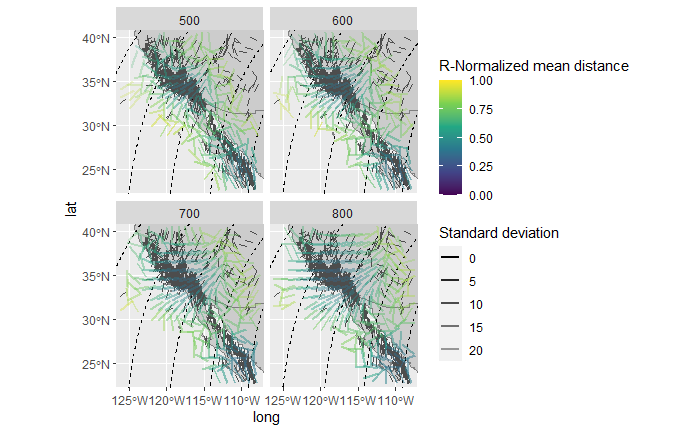 500 600
40°N
35°N
30°N
25°N
700 800
40°N
35°N
30°N
25°N
125°W 120°W 115°W 110°W 125°W 120°W 115°W 110°W
long
lat
R-Normalized mean distance
1.00
0.75
0.50
0.25
0.00
Standard deviation
0
5
10
15
20